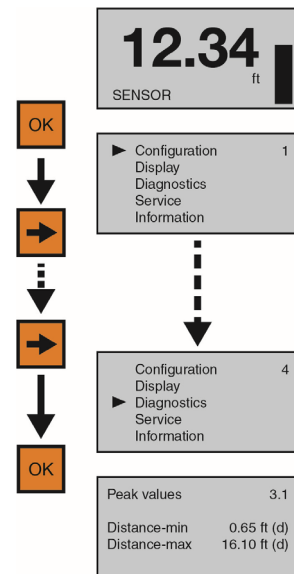 12.34
ft
SENSOR
OK
Configuration 1
Display
Diagnostics
Service
Information
Configuration 4
Display
Diagnostics
Service
Information
OK
Peak values 3.1
Distance-min 0.65 ft (d)
Distance-max 16.10 ft (d)